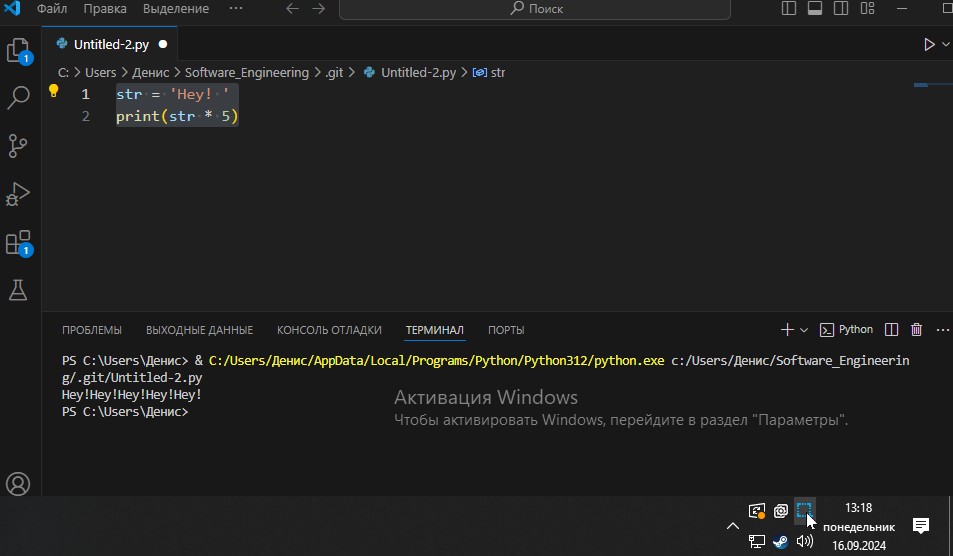 Файл Правка Выделение ··· Поиск
Untitled-2.py
C: > Users > Денис > Software_Engineering > .git > Untitled-2.py > str
1 str = 'Hey! '
2 print(str * 5)
1
1
ПРОБЛЕМЫ ВЫХОДНЫЕ ДАННЫЕ КОНСОЛЬ ОТЛАДКИ ТЕРМИНАЛ ПОРТЫ Python ···
PS C:\Users\Денис> & C:/Users/Денис/AppData/Local/Programs/Python/Python312/python.exe c:/Users/Денис/Software_Engineerin
g/.git/Untitled-2.py
Hey!Hey!Hey!Hey!Hey!
PS C:\Users\Денис>
Активация Windows
Чтобы активировать Windows, перейдите в раздел "Параметры".
13:18
понедельник
16.09.2024